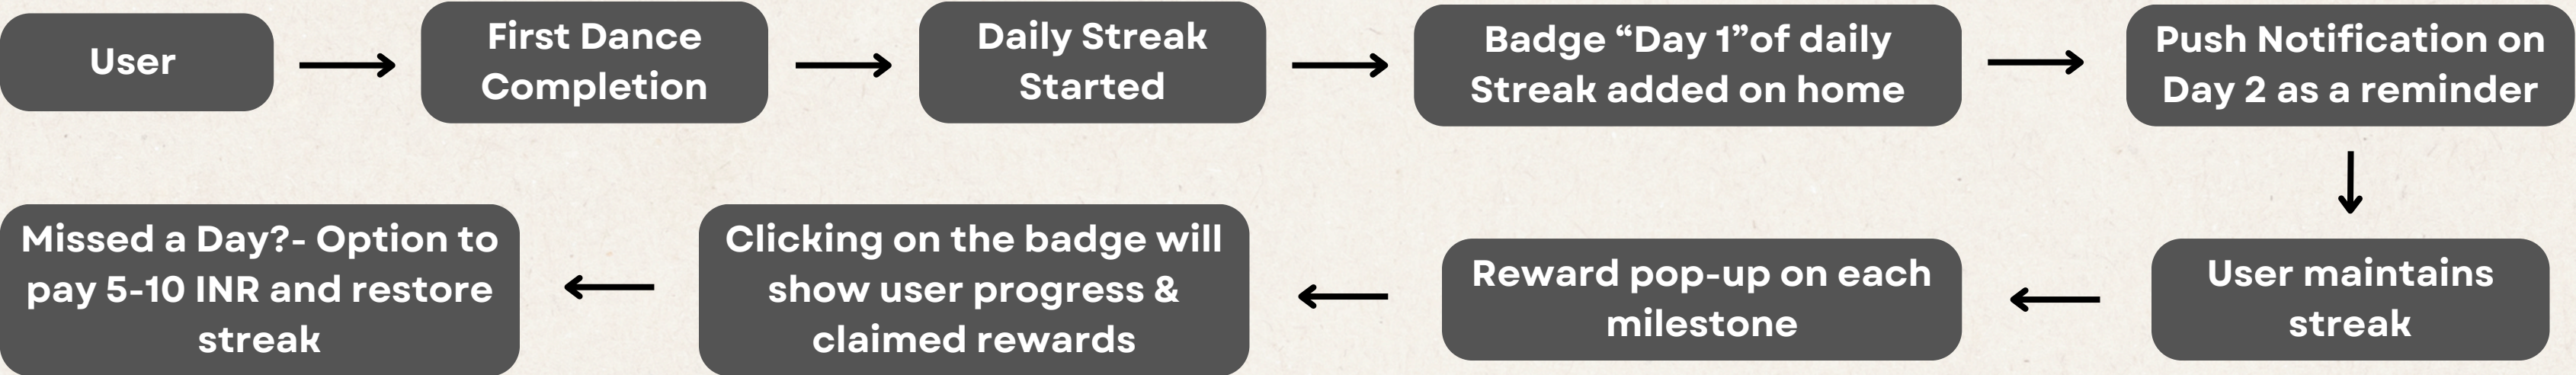 User
First Dance
Completion
Daily Streak
Started
Badge “Day 1”of daily
Streak added on home
Push Notification on
Day 2 as a reminder
User maintains
streak
Reward pop-up on each
milestone
Clicking on the badge will
show user progress &
claimed rewards
Missed a Day?- Option to
pay 5-10 INR and restore
streak